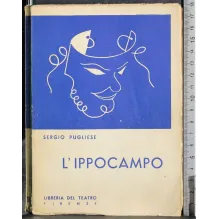 SERGIO PUGLIESE
L'IPPOCAMPO
LIBRERIA DEL TEATRO
FIRENZE